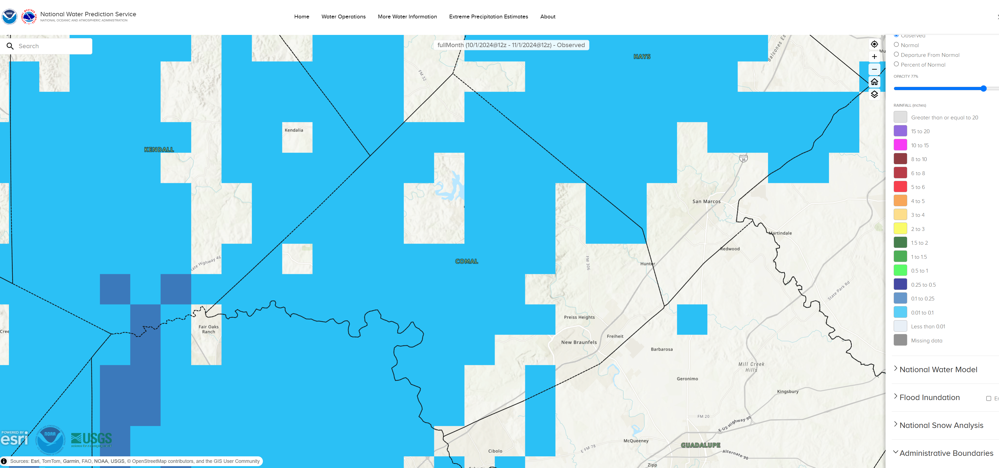 NOAA
National Water Prediction Service
NATIONAL OCEANIC AND ATMOSPHERIC ADMINISTRATION
Home
Water Operations
More Water Information
Extreme Precipitation Estimates
About
Search
fullMonth (10/1/2024@12z - 11/1/2024@12z) - Observed
HAYS
Balcones Es
Mu
FM 32
Kendalia
KENDALL
35
San Marcos
Martindale
Redwood
FM 306
Hunter
COMAL
ate Highway 46
State Park Rd
Preiss Heights
Fair Oaks
Ranch
Cree
Freiheit
New Braunfels
Barbarosa
Mill Creek
Hills
Geronimo
Kingsbury
FM 20
E US Highway 90
McQueeney
GUADALUPE
E FM 78
Cibolo
Alternate 90
Zipp
POWERED BY
esri
NOAA
USGS
science for a changing world
Sources: Esri, TomTom, Garmin, FAO, NOAA, USGS, © OpenStreetMap contributors, and the GIS User Community
Observed
Normal
Departure From Normal
Percent of Normal
OPACITY 77%
RAINFALL (inches)
Greater than or equal to 20
15 to 20
10 to 15
8 to 10
6 to 8
5 to 6
4 to 5
3 to 4
2 to 3
1.5 to 2
1 to 1.5
0.5 to 1
0.25 to 0.5
0.1 to 0.25
0.01 to 0.1
Less than 0.01
Missing data
National Water Model
Flood Inundation
En
National Snow Analysis
Administrative Boundaries